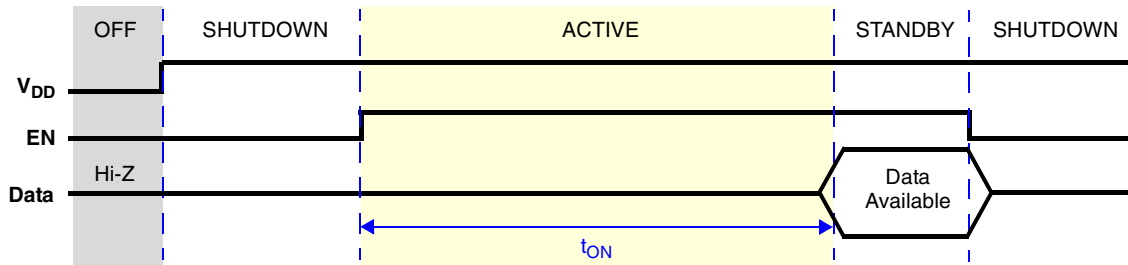 OFF SHUTDOWN ACTIVE STANDBY SHUTDOWN
VDD
EN
Hi-Z
Data
Data
Available
tON